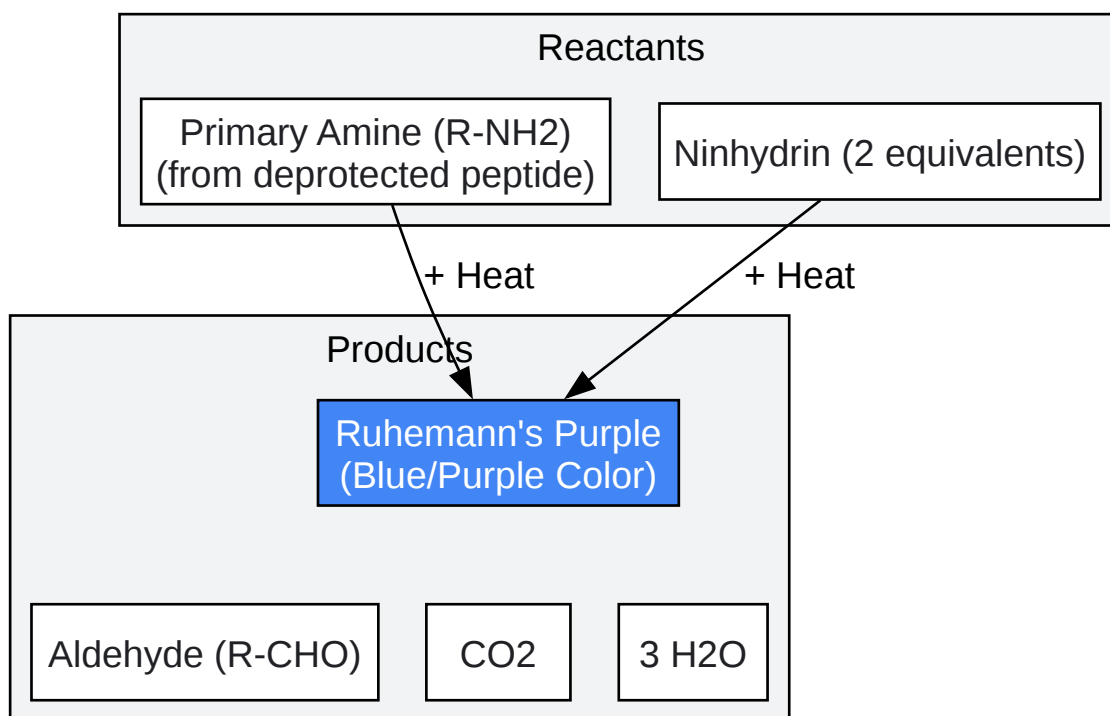 Reactants
Primary Amine (R-NH2)
(from deprotected peptide)
Ninhydrin (2 equivalents)
+ Heat
+ Heat
Products
Ruhemann's Purple
(Blue/Purple Color)
Aldehyde (R-CHO)
CO2
3 H2O